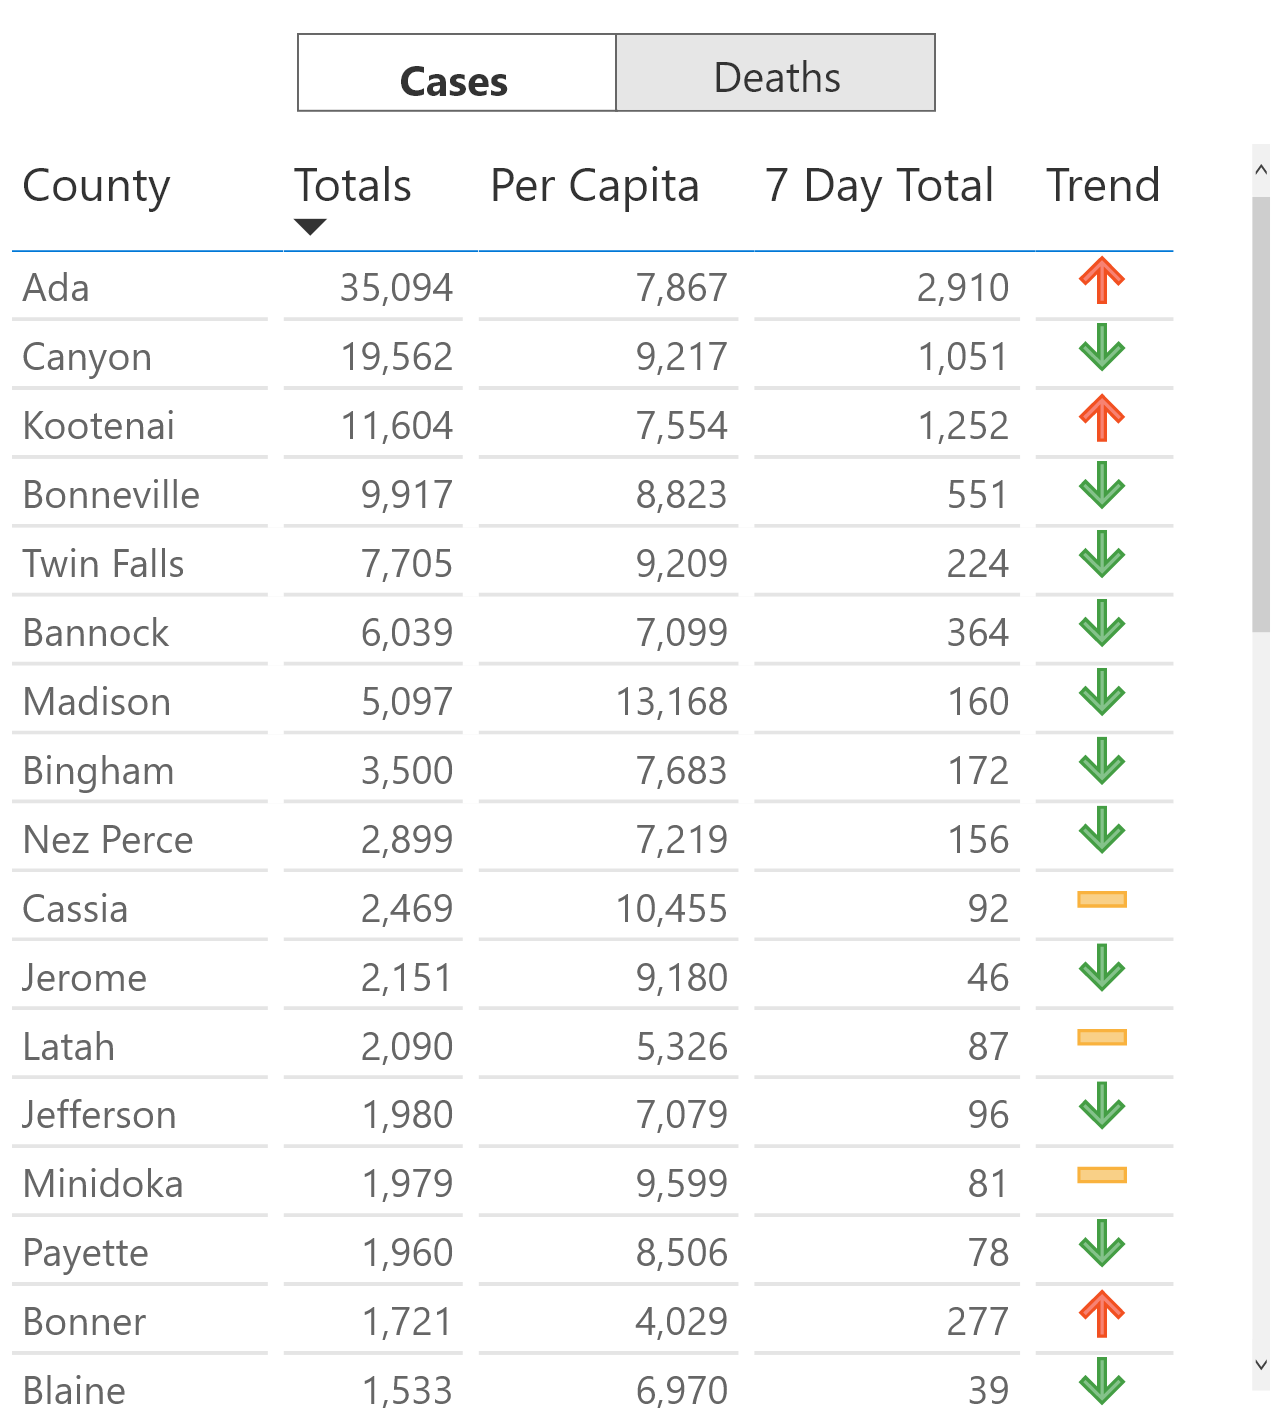 Cases Deaths
County Totals Per Capita 7 Day Total Trend
Ada 35,094 7,867 2,910
Canyon 19,562 9,217 1,051
Kootenai 11,604 7,554 1,252
Bonneville 9,917 8,823 551
Twin Falls 7,705 9,209 224
Bannock 6,039 7,099 364
Madison 5,097 13,168 160
Bingham 3,500 7,683 172
Nez Perce 2,899 7,219 156
Cassia 2,469 10,455 92
Jerome 2,151 9,180 46
Latah 2,090 5,326 87
Jefferson 1,980 7,079 96
Minidoka 1,979 9,599 81
Payette 1,960 8,506 78
Bonner 1,721 4,029 277
Blaine 1,533 6,970 39